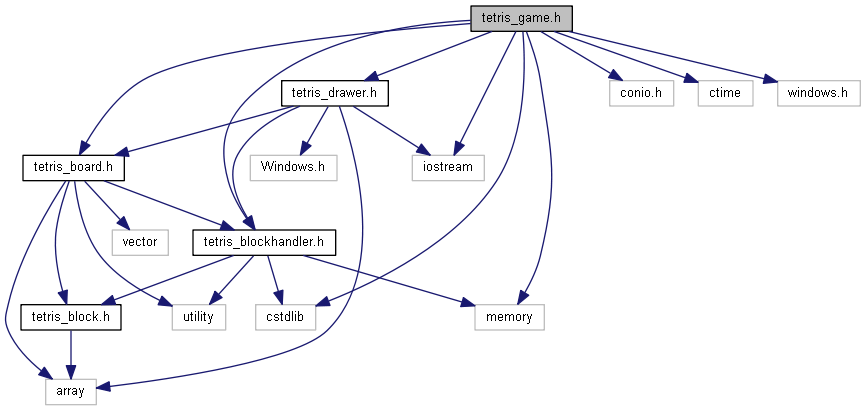 tetris_game.h
tetris_drawer.h
conio.h
ctime
windows.h
tetris_board.h
Windows.h
iostream
vector
tetris_blockhandler.h
tetris_block.h
utility
cstdlib
memory
array